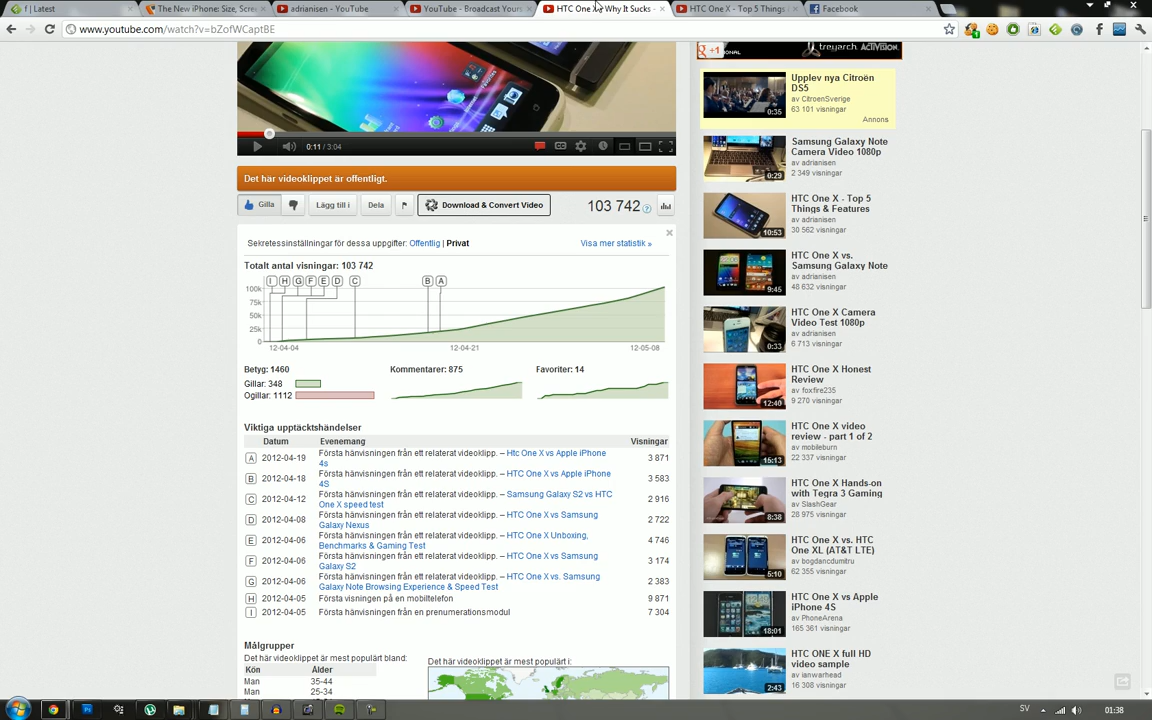 f | Latest
The New iPhone: Size, Scre
adrianisen - YouTube
YouTube - Broadcast Yours
HTC One X - Why It Sucks -
HTC One X - Top 5 Things
Facebook
www.youtube.com/watch?v=bZofWCaptBE
+1
treyarch ACTIVISION
0:11 / 3:04
Det här videoklippet är offentligt.
Gilla
Lägg till i
Dela
Download & Convert Video
103 742
Sekretessinställningar för dessa uppgifter: Offentlig | Privat
Visa mer statistik »
Totalt antal visningar: 103 742
I H G F E D C B A
100k
75k
50k
25k
0
12-04-04
12-04-21
12-05-08
Betyg: 1460
Gillar: 348
Ogillar: 1112
Kommentarer: 875
Favoriter: 14
Viktiga upptäcktshändelser
Datum Evenemang Visningar
A 2012-04-19 Första hänvisningen från ett relaterat videoklipp. – Htc One X vs Apple iPhone 3 871
4s
B 2012-04-18 Första hänvisningen från ett relaterat videoklipp. – HTC One X vs Apple iPhone 3 583
4S
C 2012-04-12 Första hänvisningen från ett relaterat videoklipp. – Samsung Galaxy S2 vs HTC 2 916
One X speed test
D 2012-04-08 Första hänvisningen från ett relaterat videoklipp. – HTC One X vs Samsung 2 722
Galaxy Nexus
E 2012-04-06 Första hänvisningen från ett relaterat videoklipp. – HTC One X Unboxing, 4 746
Benchmarks & Gaming Test
F 2012-04-06 Första hänvisningen från ett relaterat videoklipp. – HTC One X vs Samsung 3 174
Galaxy S2
G 2012-04-06 Första hänvisningen från ett relaterat videoklipp. – HTC One X vs. Samsung 2 383
Galaxy Note Browsing Experience & Speed Test
H 2012-04-05 Första visningen på en mobiltelefon 9 871
I 2012-04-05 Första hänvisningen från en prenumerationsmodul 7 304
Målgrupper
Det här videoklippet är mest populärt bland:
Kön Ålder
Man 35-44
Man 25-34
Det här videoklippet är mest populärt i:
Upplev nya Citroën
DS5
av CitroenSverige
63 101 visningar
Annons
0:35
Samsung Galaxy Note
Camera Video 1080p
av adrianisen
2 349 visningar
0:29
HTC One X - Top 5
Things & Features
av adrianisen
30 562 visningar
10:53
HTC One X vs.
Samsung Galaxy Note
av adrianisen
48 632 visningar
9:45
HTC One X Camera
Video Test 1080p
av adrianisen
6 713 visningar
0:33
HTC One X Honest
Review
av foxfire235
9 270 visningar
12:40
HTC One X video
review - part 1 of 2
av mobileburn
22 337 visningar
15:13
HTC One X Hands-on
with Tegra 3 Gaming
av SlashGear
28 975 visningar
8:38
HTC One X vs. HTC
One XL (AT&T LTE)
av bogdancdumitru
62 355 visningar
5:10
HTC One X vs Apple
iPhone 4S
av PhoneArena
165 361 visningar
18:01
HTC ONE X full HD
video sample
av ianwarhead
16 308 visningar
2:43
SV
01:38